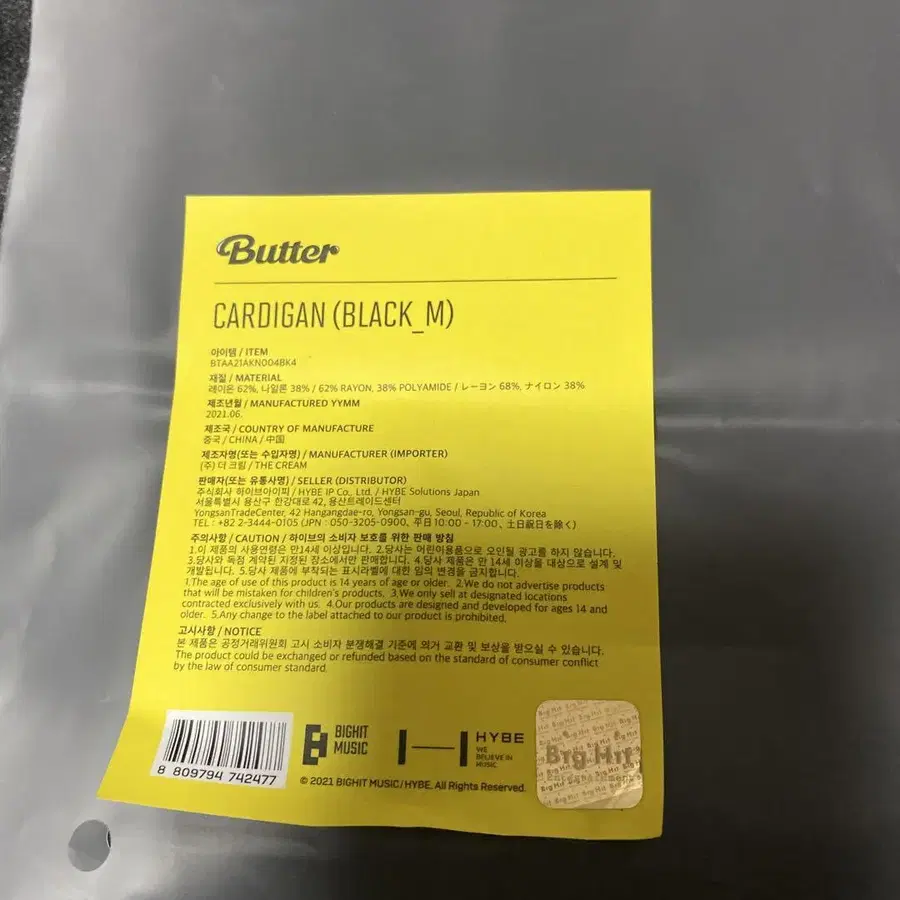 Butter
CARDIGAN (BLACK_M)
아이템 / ITEM
BTAA21AKN004BK4
재질 / MATERIAL
레이온 62%, 나일론 38% / 62% RAYON, 38% POLYAMIDE / レーヨン 68%, ナイロン 38%
제조년월 / MANUFACTURED YYMM
2021.06.
제조국 / COUNTRY OF MANUFACTURE
중국 / CHINA / 中国
제조자명(또는 수입자명) / MANUFACTURER (IMPORTER)
(주) 더 크림 / THE CREAM
판매자(또는 유통사명) / SELLER (DISTRIBUTOR)
주식회사 하이브아이피 / HYBE IP Co., Ltd. / HYBE Solutions Japan
서울특별시 용산구 한강대로 42, 용산트레이드센터
YongsanTradeCenter, 42 Hangangdae-ro, Yongsan-gu, Seoul, Republic of Korea
TEL : +82 2-3444-0105 (JPN : 050-3205-0900、平日 10:00 - 17:00、土日祝日を除く)
주의사항 / CAUTION / 하이브의 소비자 보호를 위한 판매 방침
1.이 제품의 사용연령은 만14세 이상입니다. 2.당사는 어린이용품으로 오인될 광고를 하지 않습니다.
3.당사와 독점 계약된 지정된 장소에서만 판매합니다. 4.당사 제품은 만 14세 이상을 대상으로 설계 및
개발됩니다. 5.당사 제품에 부착되는 표시라벨에 대한 임의 변경을 금지합니다.
1.The age of use of this product is 14 years of age or older. 2.We do not advertise products
that will be mistaken for children's products. 3.We only sell at designated locations
contracted exclusively with us. 4.Our products are designed and developed for ages 14 and
older. 5.Any change to the label attached to our product is prohibited.
고시사항 / NOTICE
본 제품은 공정거래위원회 고시 소비자 분쟁해결 기준에 의거 교환 및 보상을 받으실 수 있습니다.
The product could be exchanged or refunded based on the standard of consumer conflict
by the law of consumer standard.
8 809794 742477
BIGHIT
MUSIC
HYBE
WE
BELIEVE IN
MUSIC
© 2021 BIGHIT MUSIC / HYBE. All Rights Reserved.
Big Hit
Entertainment